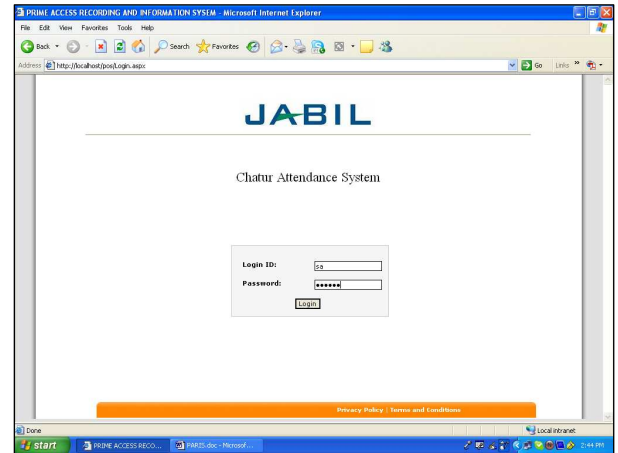 PRIME ACCESS RECORDING AND INFORMATION SYSEM - Microsoft Internet Explorer
File Edit View Favorites Tools Help
Back Search Favorites
Address http://localhost/pos/Login.aspx Go Links »
JABIL
Chatur Attendance System
Login ID: sa
Password: ••••••
Login
Privacy Policy | Terms and Conditions
Done Local intranet
start PRIME ACCESS RECO... PARIS.doc - Microsof... 2:44 PM